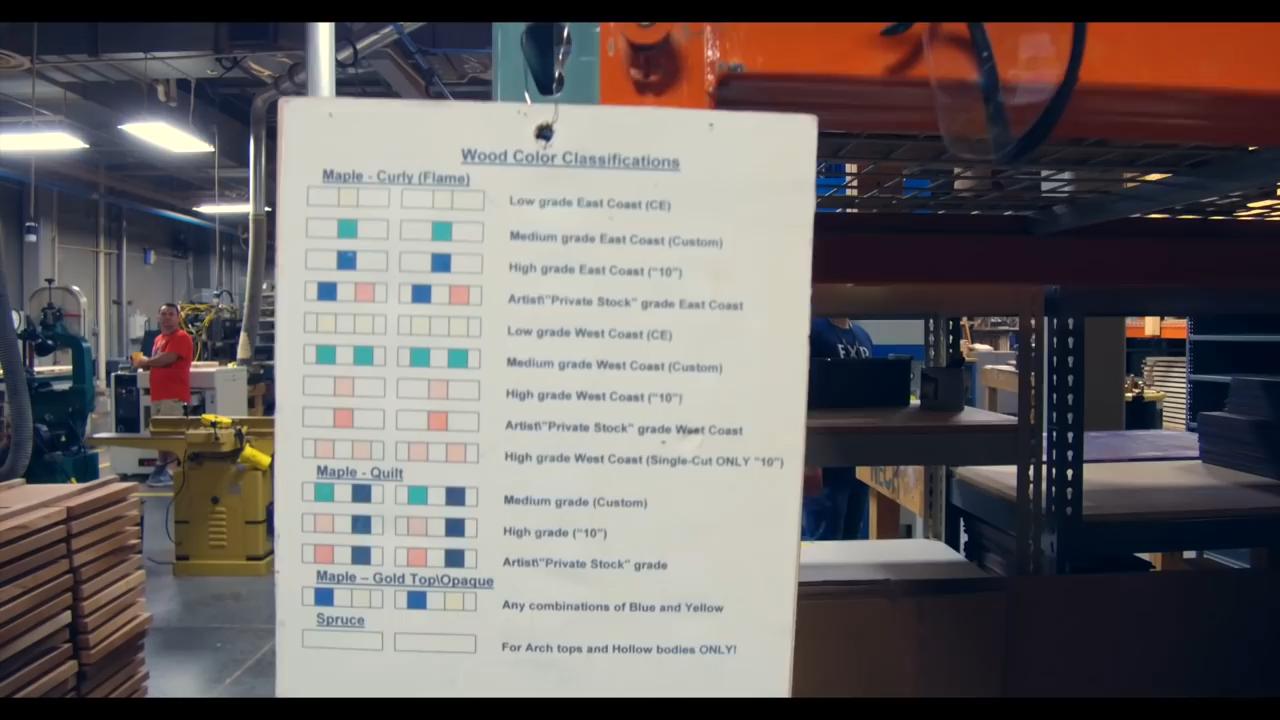 Wood Color Classifications
Maple - Curly (Flame)
Low grade East Coast (CE)
Medium grade East Coast (Custom)
High grade East Coast ("10")
Artist\"Private Stock" grade East Coast
Low grade West Coast (CE)
Medium grade West Coast (Custom)
High grade West Coast ("10")
Artist\"Private Stock" grade West Coast
High grade West Coast (Single-Cut ONLY "10")
Maple - Quilt
Medium grade (Custom)
High grade ("10")
Artist\"Private Stock" grade
Maple – Gold Top\Opaque
Any combinations of Blue and Yellow
Spruce
For Arch tops and Hollow bodies ONLY!